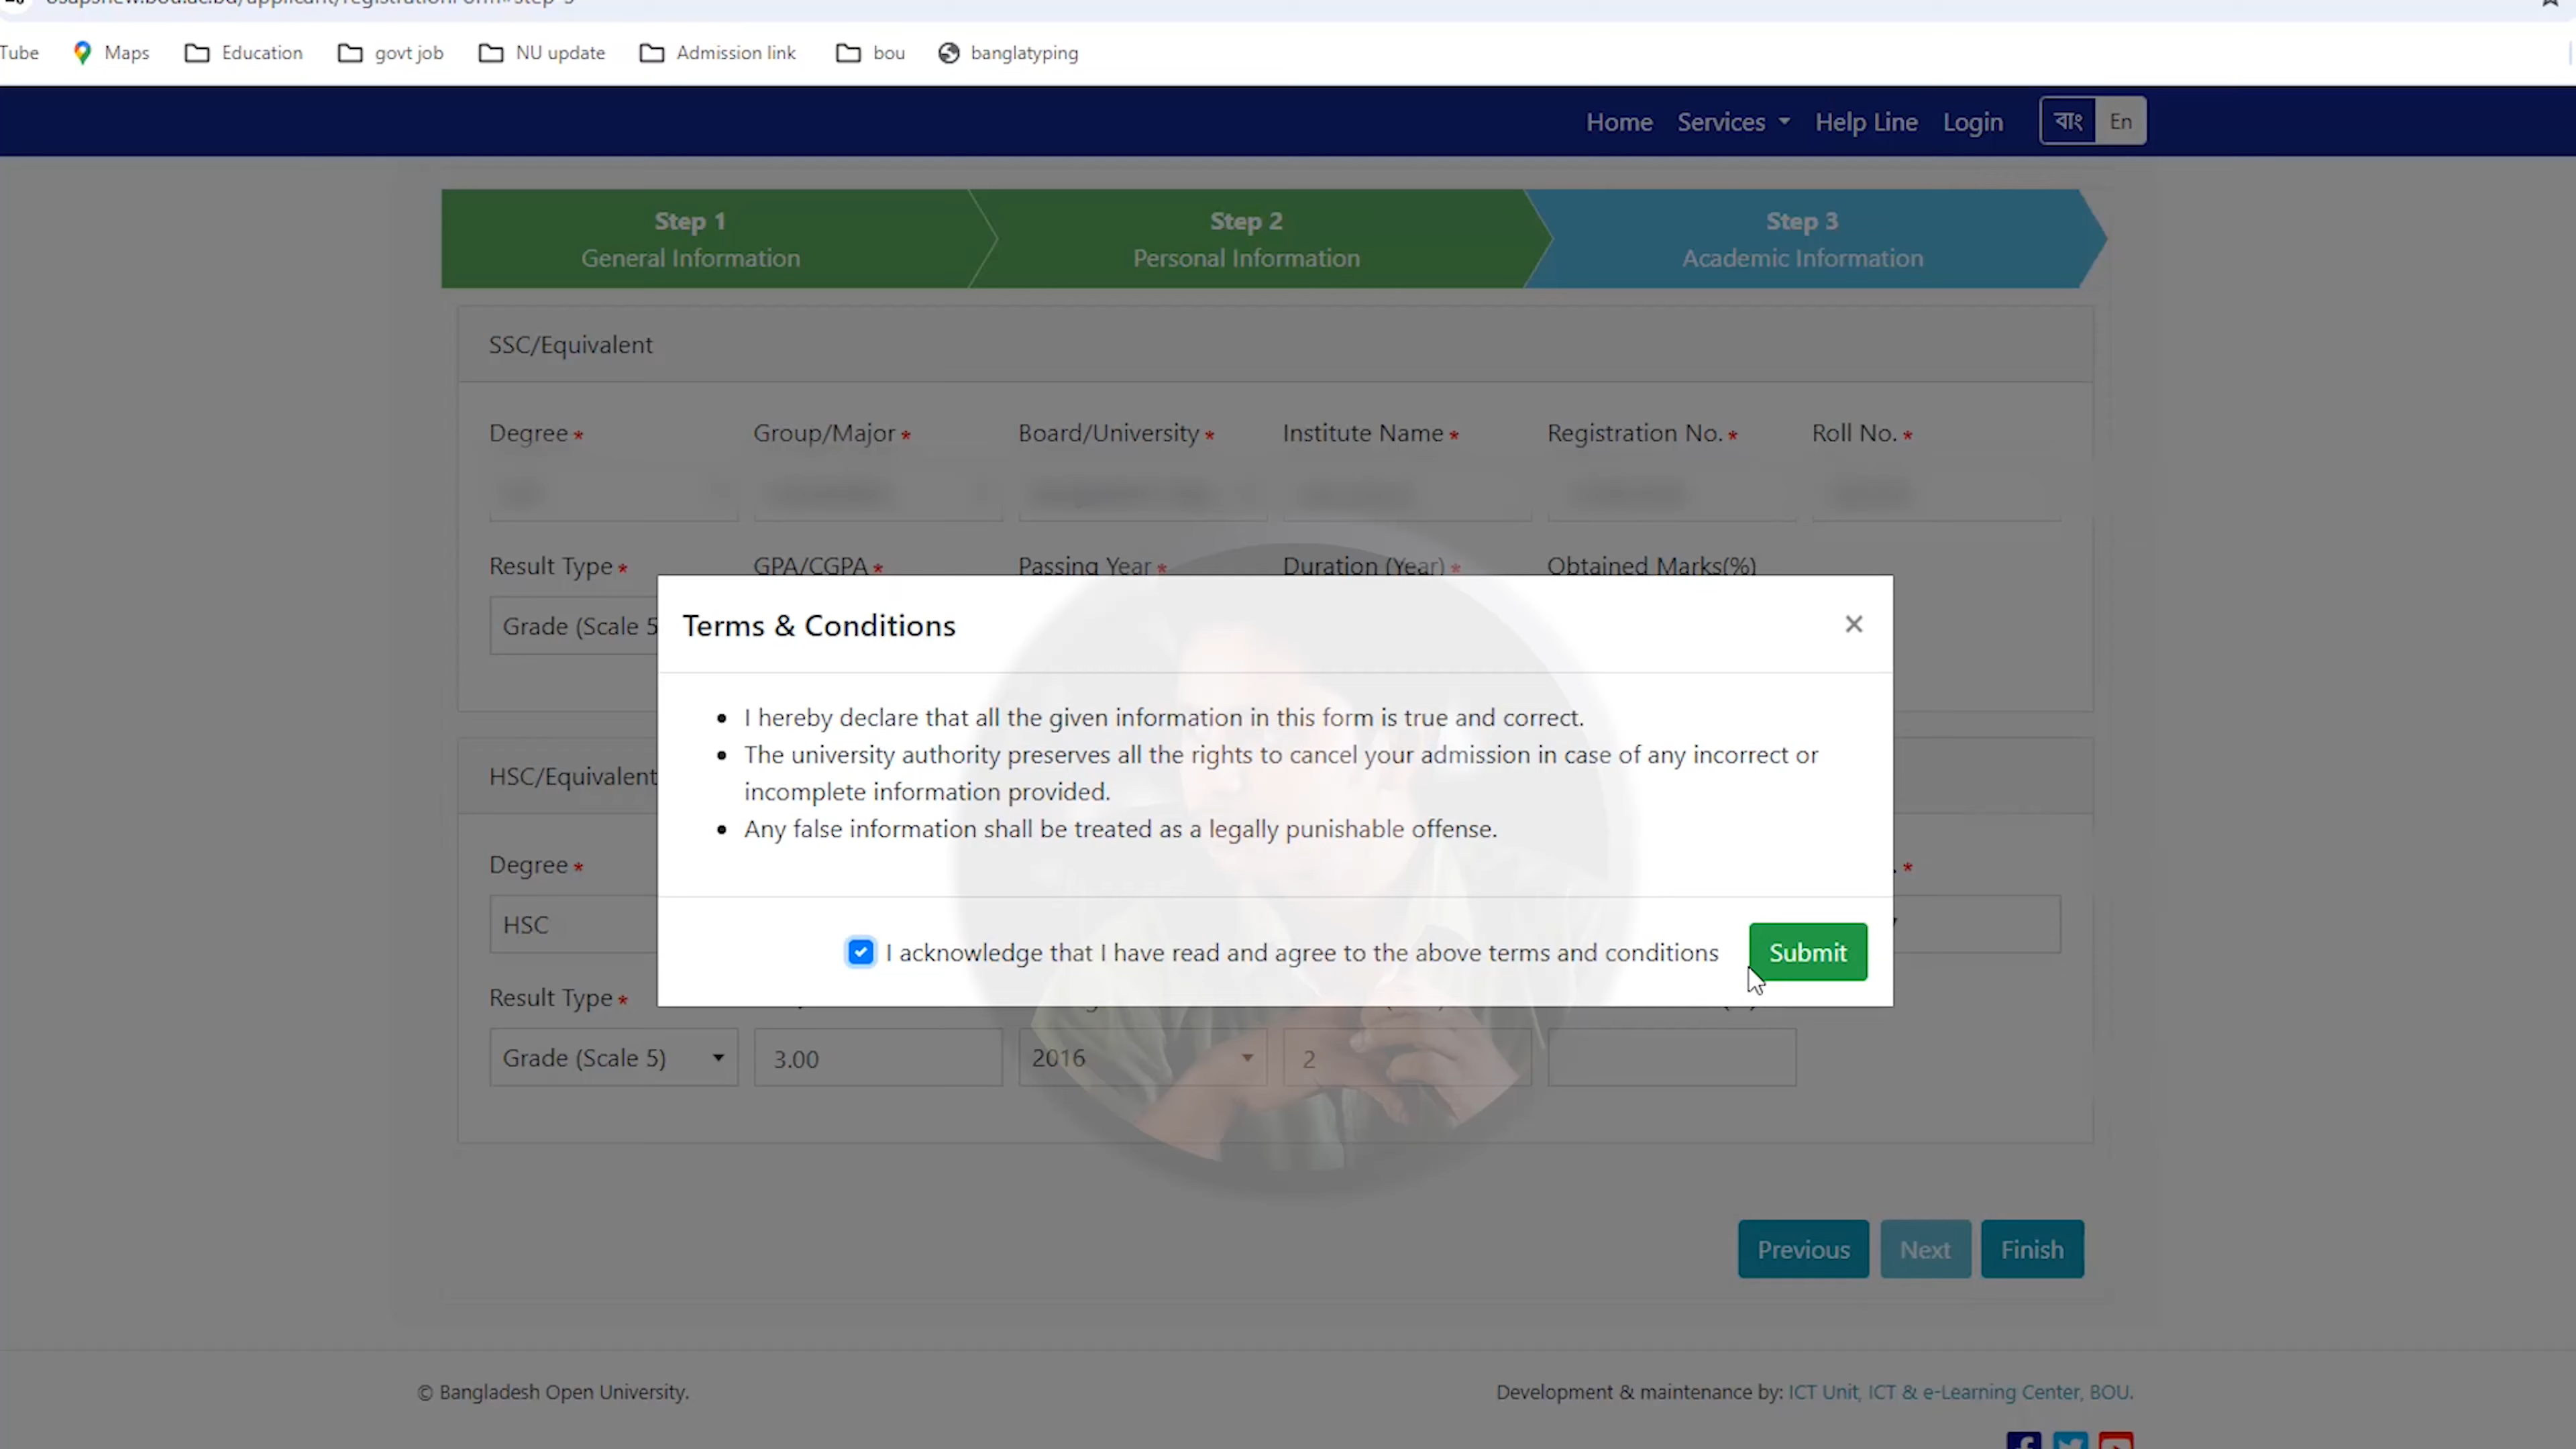 Tube Maps Education govt job NU update Admission link bou banglatyping
Home Services Help Line Login বাং En
Step 1 Step 2 Step 3
General Information Personal Information Academic Information
SSC/Equivalent
Degree * Group/Major * Board/University * Institute Name * Registration No. * Roll No. *
Result Type * GPA/CGPA * Passing Year * Duration (Year) * Obtained Marks(%)
Grade (Scale 5
Terms & Conditions ×
• I hereby declare that all the given information in this form is true and correct.
• The university authority preserves all the rights to cancel your admission in case of any incorrect or
incomplete information provided.
• Any false information shall be treated as a legally punishable offense.
I acknowledge that I have read and agree to the above terms and conditions Submit
HSC/Equivalent
Degree * *
HSC
Result Type *
Grade (Scale 5) 3.00 2016 2
Previous Next Finish
© Bangladesh Open University. Development & maintenance by: ICT Unit, ICT & e-Learning Center, BOU.